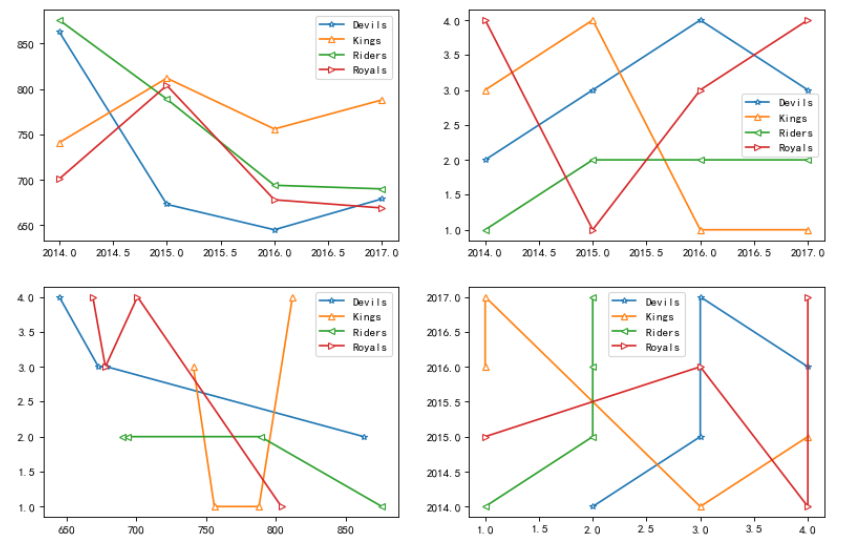 850
800
750
700
650
2014. 0 2014. 5 2015. 0 2015. 5 2016. 0 2016. 5 2017. 0
Devils
Kings
Riders
Royals
4. 0
3. 5
3. 0
2. 5
2. 0
1. 5
1. 0
2014. 0 2014. 5 2015. 0 2015. 5 2016. 0 2016. 5 2017. 0
Devils
Kings
Riders
Royals
4. 0
3. 5
3. 0
2. 5
2. 0
1. 5
1. 0
650 700 750 800 850
Devils
Kings
Riders
Royals
2017. 0
2016. 5
2016. 0
2015. 5
2015. 0
2014. 5
2014. 0
1. 0 1. 5 2. 0 2. 5 3. 0 3. 5 4. 0
Devils
Kings
Riders
Royals